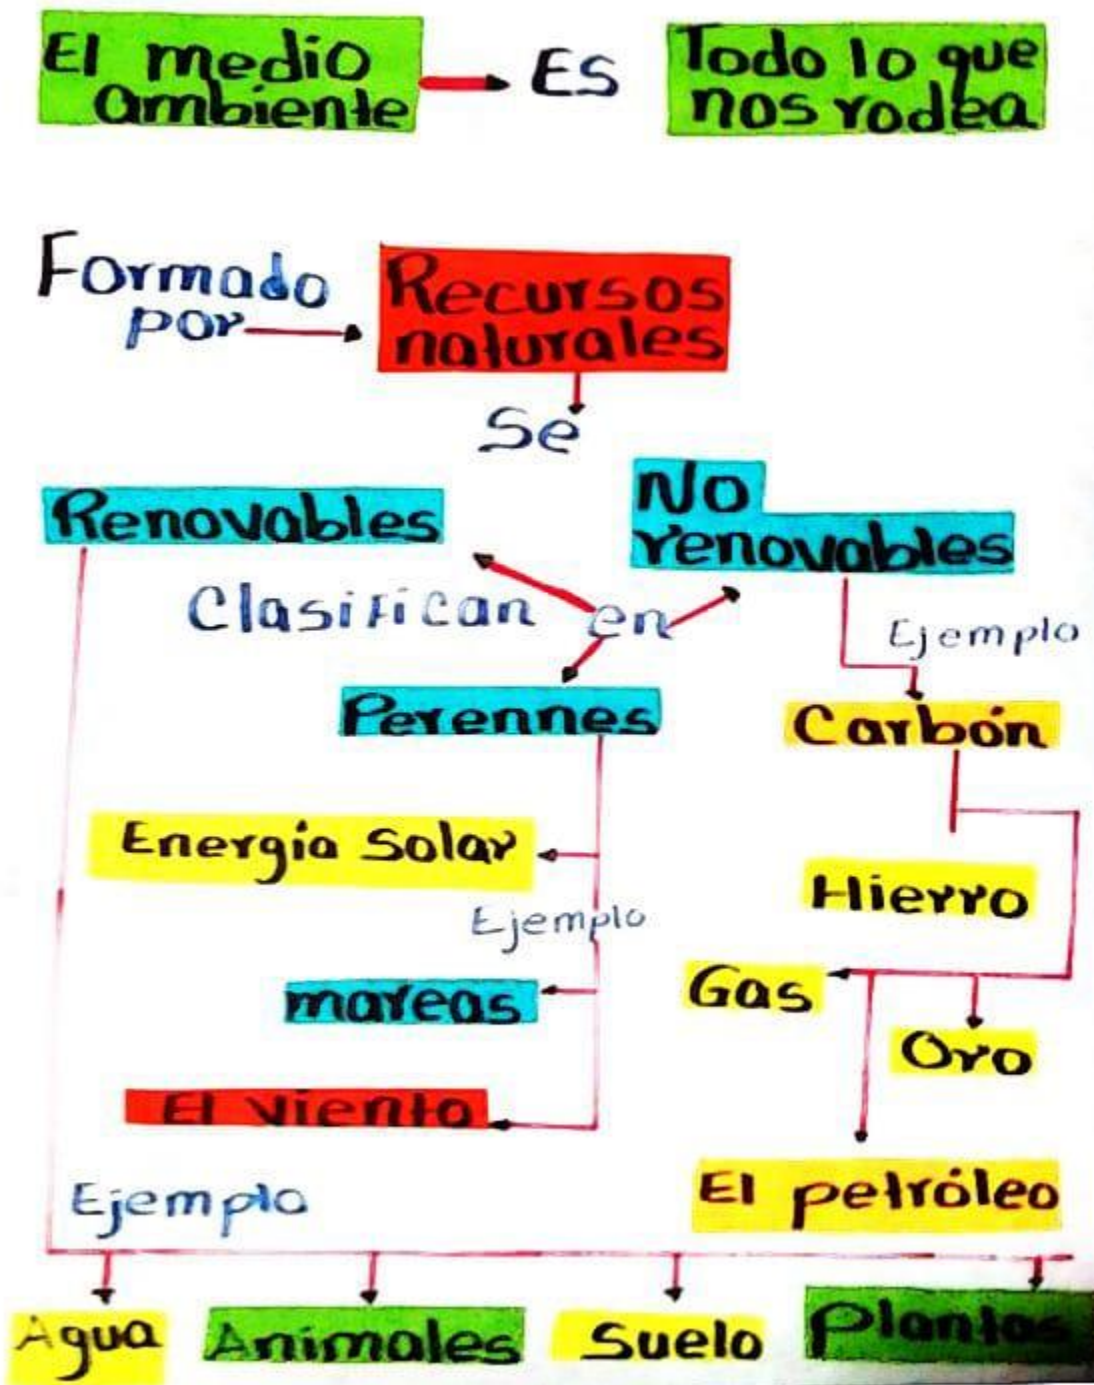 El medio
ambiente
ES
Todo lo que
nos rodea
Formado
por
Recursos
naturales
Se
Renovables
No
renovables
Clasifican en
Ejemplo
Perennes
Carbón
Energía Solar
Hierro
Ejemplo
mareas
Gas
Oro
El viento
El petróleo
Ejemplo
Agua
Animales
Suelo
Plantas